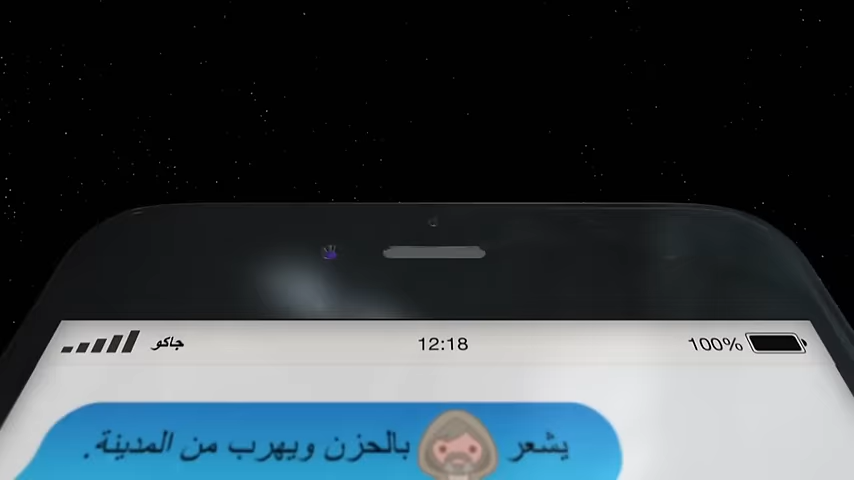 جاكو 12:18 100%
يشعر بالحزن ويهرب من المدينة.